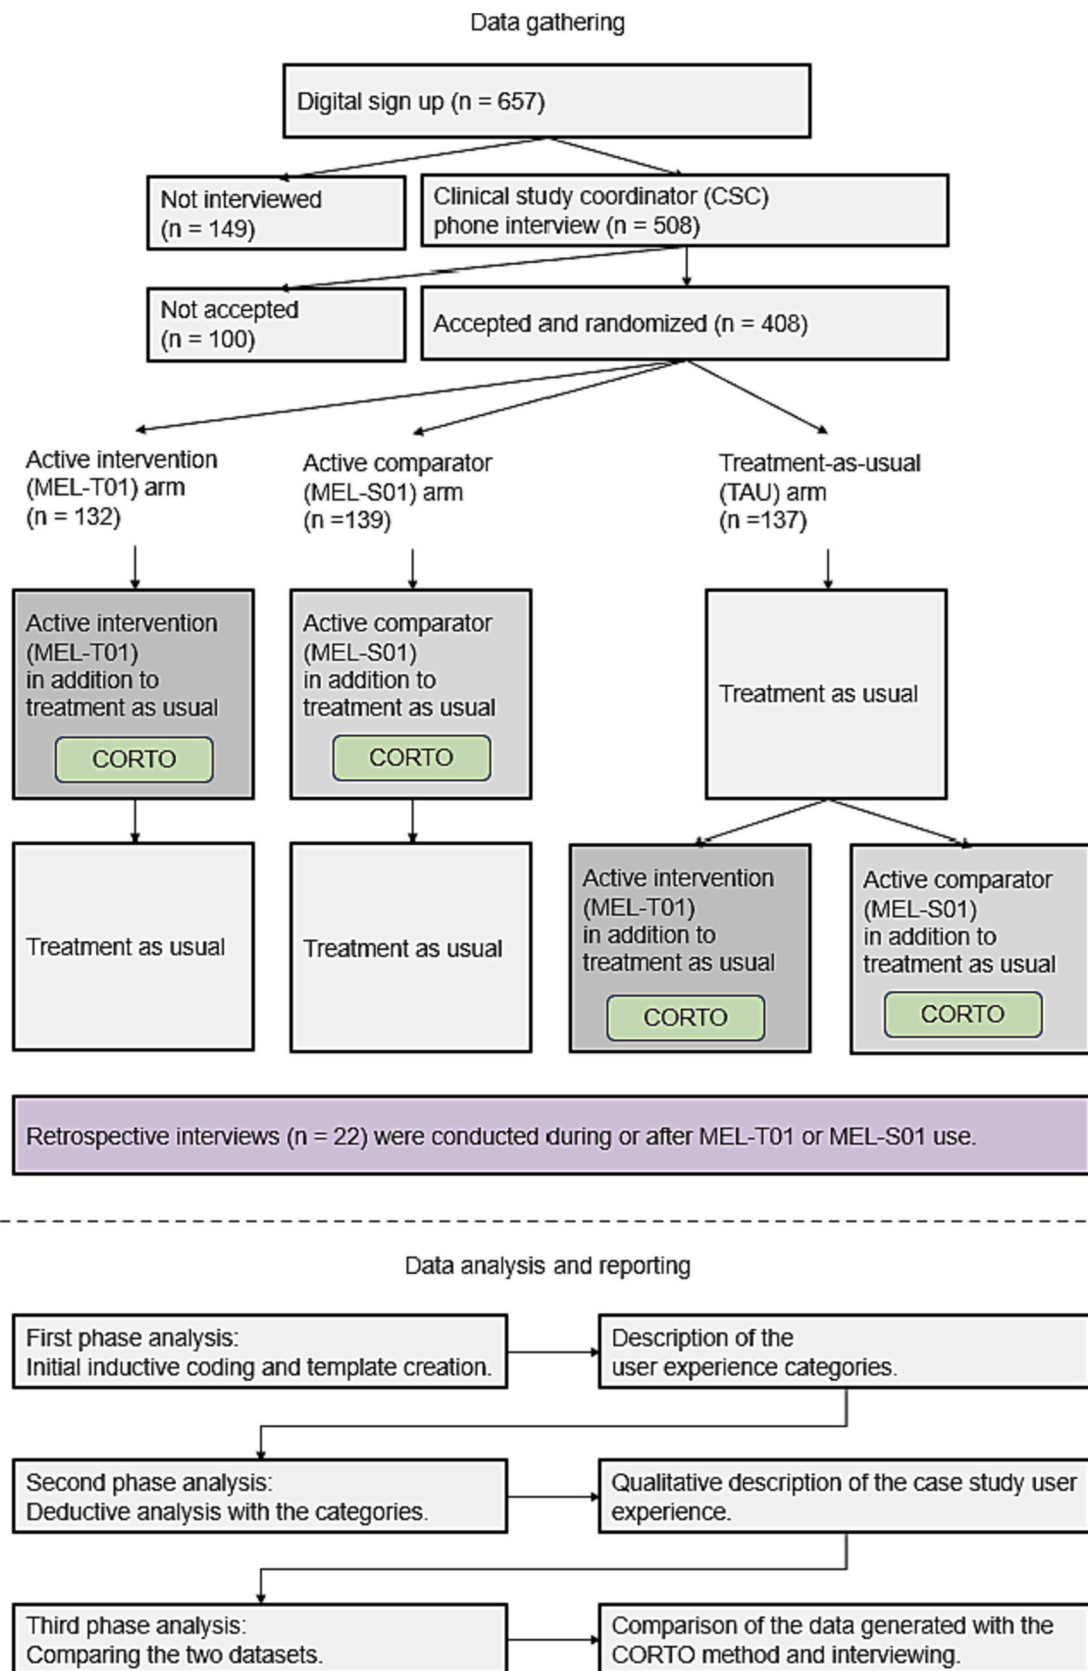 Data gathering
Digital sign up (n = 657)
Not interviewed
(n = 149)
Clinical study coordinator (CSC)
phone interview (n = 508)
Not accepted
(n = 100)
Accepted and randomized (n = 408)
Active intervention
(MEL-T01) arm
(n = 132)
Active comparator
(MEL-S01) arm
(n =139)
Treatment-as-usual
(TAU) arm
(n =137)
Active intervention
(MEL-T01)
in addition to
treatment as usual
CORTO
Active comparator
(MEL-S01)
in addition to
treatment as usual
CORTO
Treatment as usual
Treatment as usual
Treatment as usual
Active intervention
(MEL-T01)
in addition to
treatment as usual
CORTO
Active comparator
(MEL-S01)
in addition to
treatment as usual
CORTO
Retrospective interviews (n = 22) were conducted during or after MEL-T01 or MEL-S01 use.
Data analysis and reporting
First phase analysis:
Initial inductive coding and template creation.
Description of the
user experience categories.
Second phase analysis:
Deductive analysis with the categories.
Qualitative description of the case study user
experience.
Third phase analysis:
Comparing the two datasets.
Comparison of the data generated with the
CORTO method and interviewing.